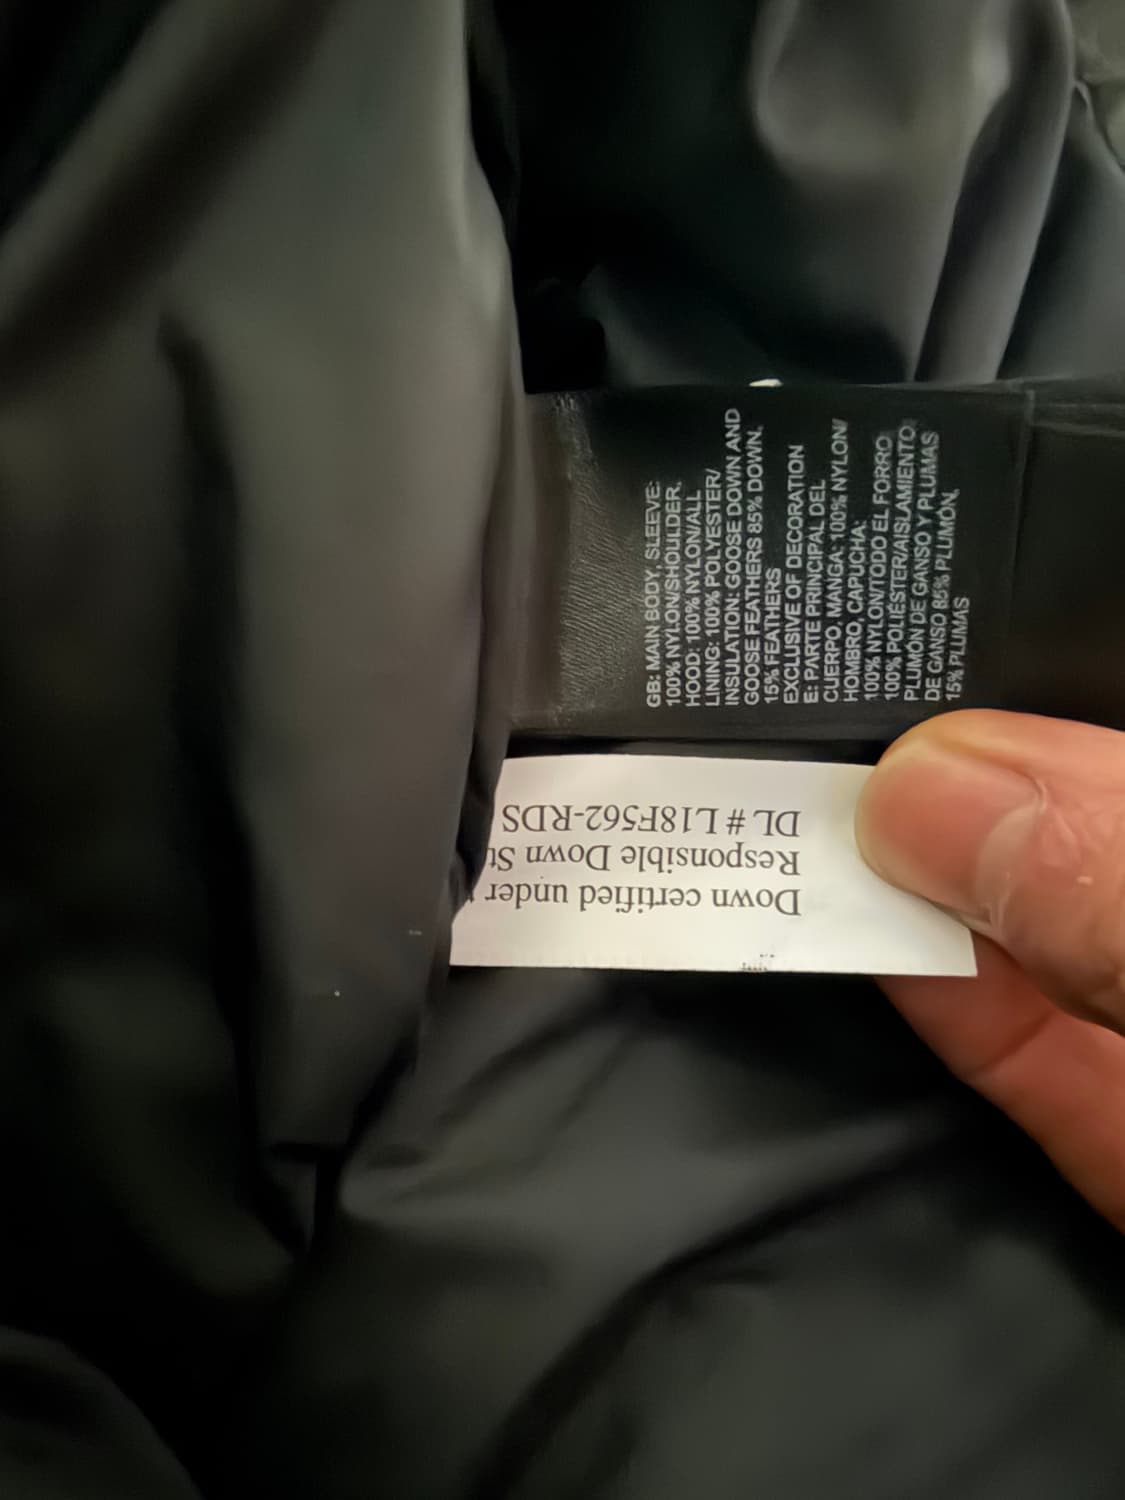 GB: MAIN BODY, SLEEVE:
100% NYLON/SHOULDER,
HOOD: 100% NYLON/ALL
LINING: 100% POLYESTER/
INSULATION: GOOSE DOWN AND
GOOSE FEATHERS 85% DOWN,
15% FEATHERS
EXCLUSIVE OF DECORATION
E: PARTE PRINCIPAL DEL
CUERPO, MANGA: 100% NYLON/
HOMBRO, CAPUCHA:
100% NYLON/TODO EL FORRO:
100% POLIÉSTER/AISLAMIENTO:
PLUMÓN DE GANSO Y PLUMAS
DE GANSO 85% PLUMÓN,
15% PLUMAS
Down certified under
Responsible Down St
DL # L18F562-RDS